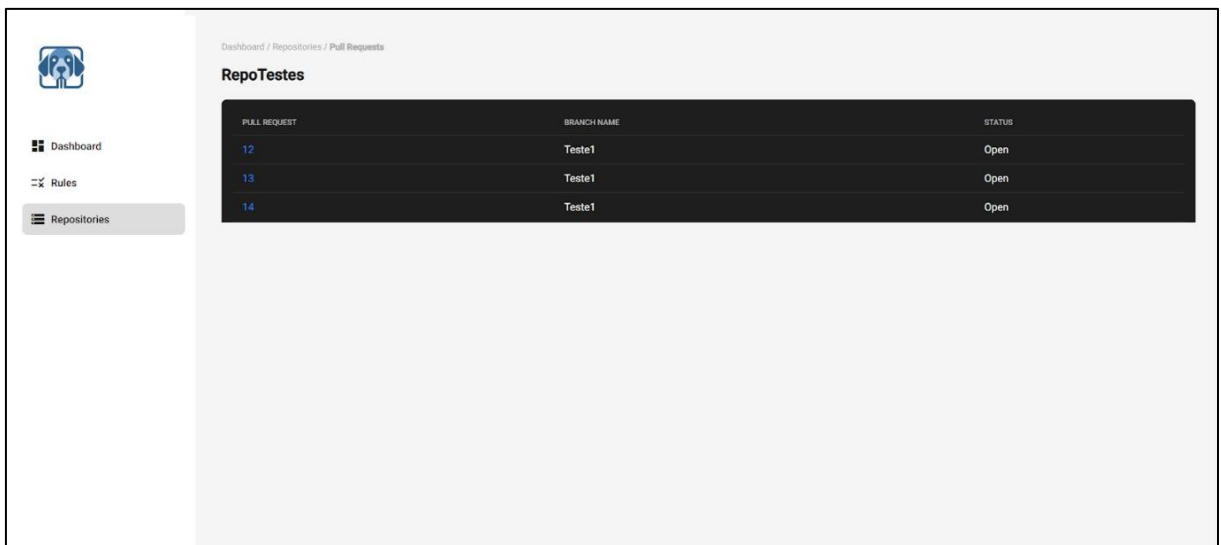 Dashboard / Repositories / Pull Requests
RepoTestes
Dashboard
Rules
Repositories
PULL REQUEST BRANCH NAME STATUS
12 Teste1 Open
13 Teste1 Open
14 Teste1 Open